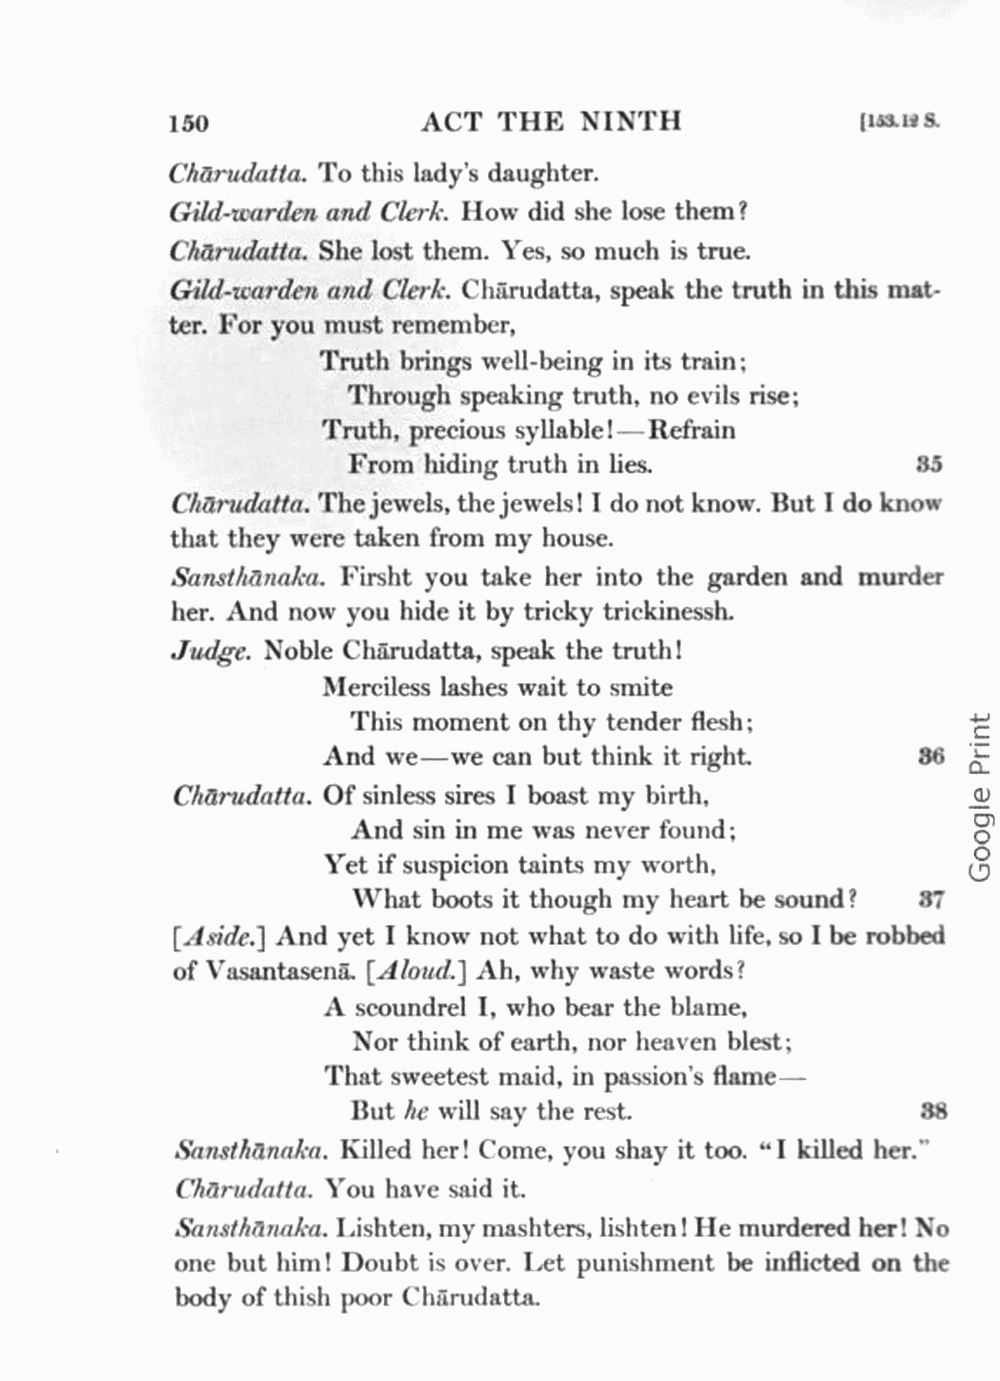 150 ACT THE NINTH [153.12 S.
Chārudatta. To this lady's daughter.
Gild-warden and Clerk. How did she lose them?
Chārudatta. She lost them. Yes, so much is true.
Gild-warden and Clerk. Chārudatta, speak the truth in this mat-
ter. For you must remember,
Truth brings well-being in its train;
Through speaking truth, no evils rise;
Truth, precious syllable!—Refrain
From hiding truth in lies. 35
Chārudatta. The jewels, the jewels! I do not know. But I do know
that they were taken from my house.
Sansthānaka. Firsht you take her into the garden and murder
her. And now you hide it by tricky trickinessh.
Judge. Noble Chārudatta, speak the truth!
Merciless lashes wait to smite
This moment on thy tender flesh;
And we—we can but think it right. 36
Chārudatta. Of sinless sires I boast my birth,
And sin in me was never found;
Yet if suspicion taints my worth,
What boots it though my heart be sound? 37
[Aside.] And yet I know not what to do with life, so I be robbed
of Vasantasenā. [Aloud.] Ah, why waste words?
A scoundrel I, who bear the blame,
Nor think of earth, nor heaven blest;
That sweetest maid, in passion's flame—
But he will say the rest. 38
Sansthānaka. Killed her! Come, you shay it too. "I killed her."
Chārudatta. You have said it.
Sansthānaka. Lishten, my mashters, lishten! He murdered her! No
one but him! Doubt is over. Let punishment be inflicted on the
body of thish poor Chārudatta.
Google Print